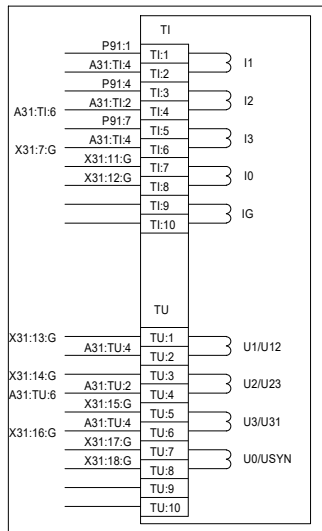 TI
P91:1 TI:1
A31:TI:4 TI:2 I1
P91:4 TI:3
A31:TI:2 TI:4 I2
A31:TI:6
P91:7 TI:5
A31:TI:4 TI:6 I3
X31:7:G
X31:11:G TI:7
X31:12:G TI:8 I0
TI:9
TI:10 IG
TU
X31:13:G TU:1
A31:TU:4 TU:2 U1/U12
X31:14:G TU:3
A31:TU:2 TU:4 U2/U23
A31:TU:6
X31:15:G TU:5
A31:TU:4 TU:6 U3/U31
X31:16:G
X31:17:G TU:7
X31:18:G TU:8 U0/USYN
TU:9
TU:10